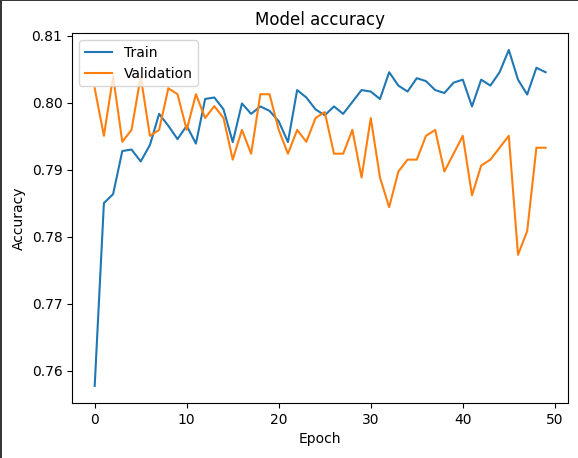 Model accuracy
Train
Validation
0.81
0.80
0.79
0.78
0.77
0.76
Accuracy
0 10 20 30 40 50
Epoch